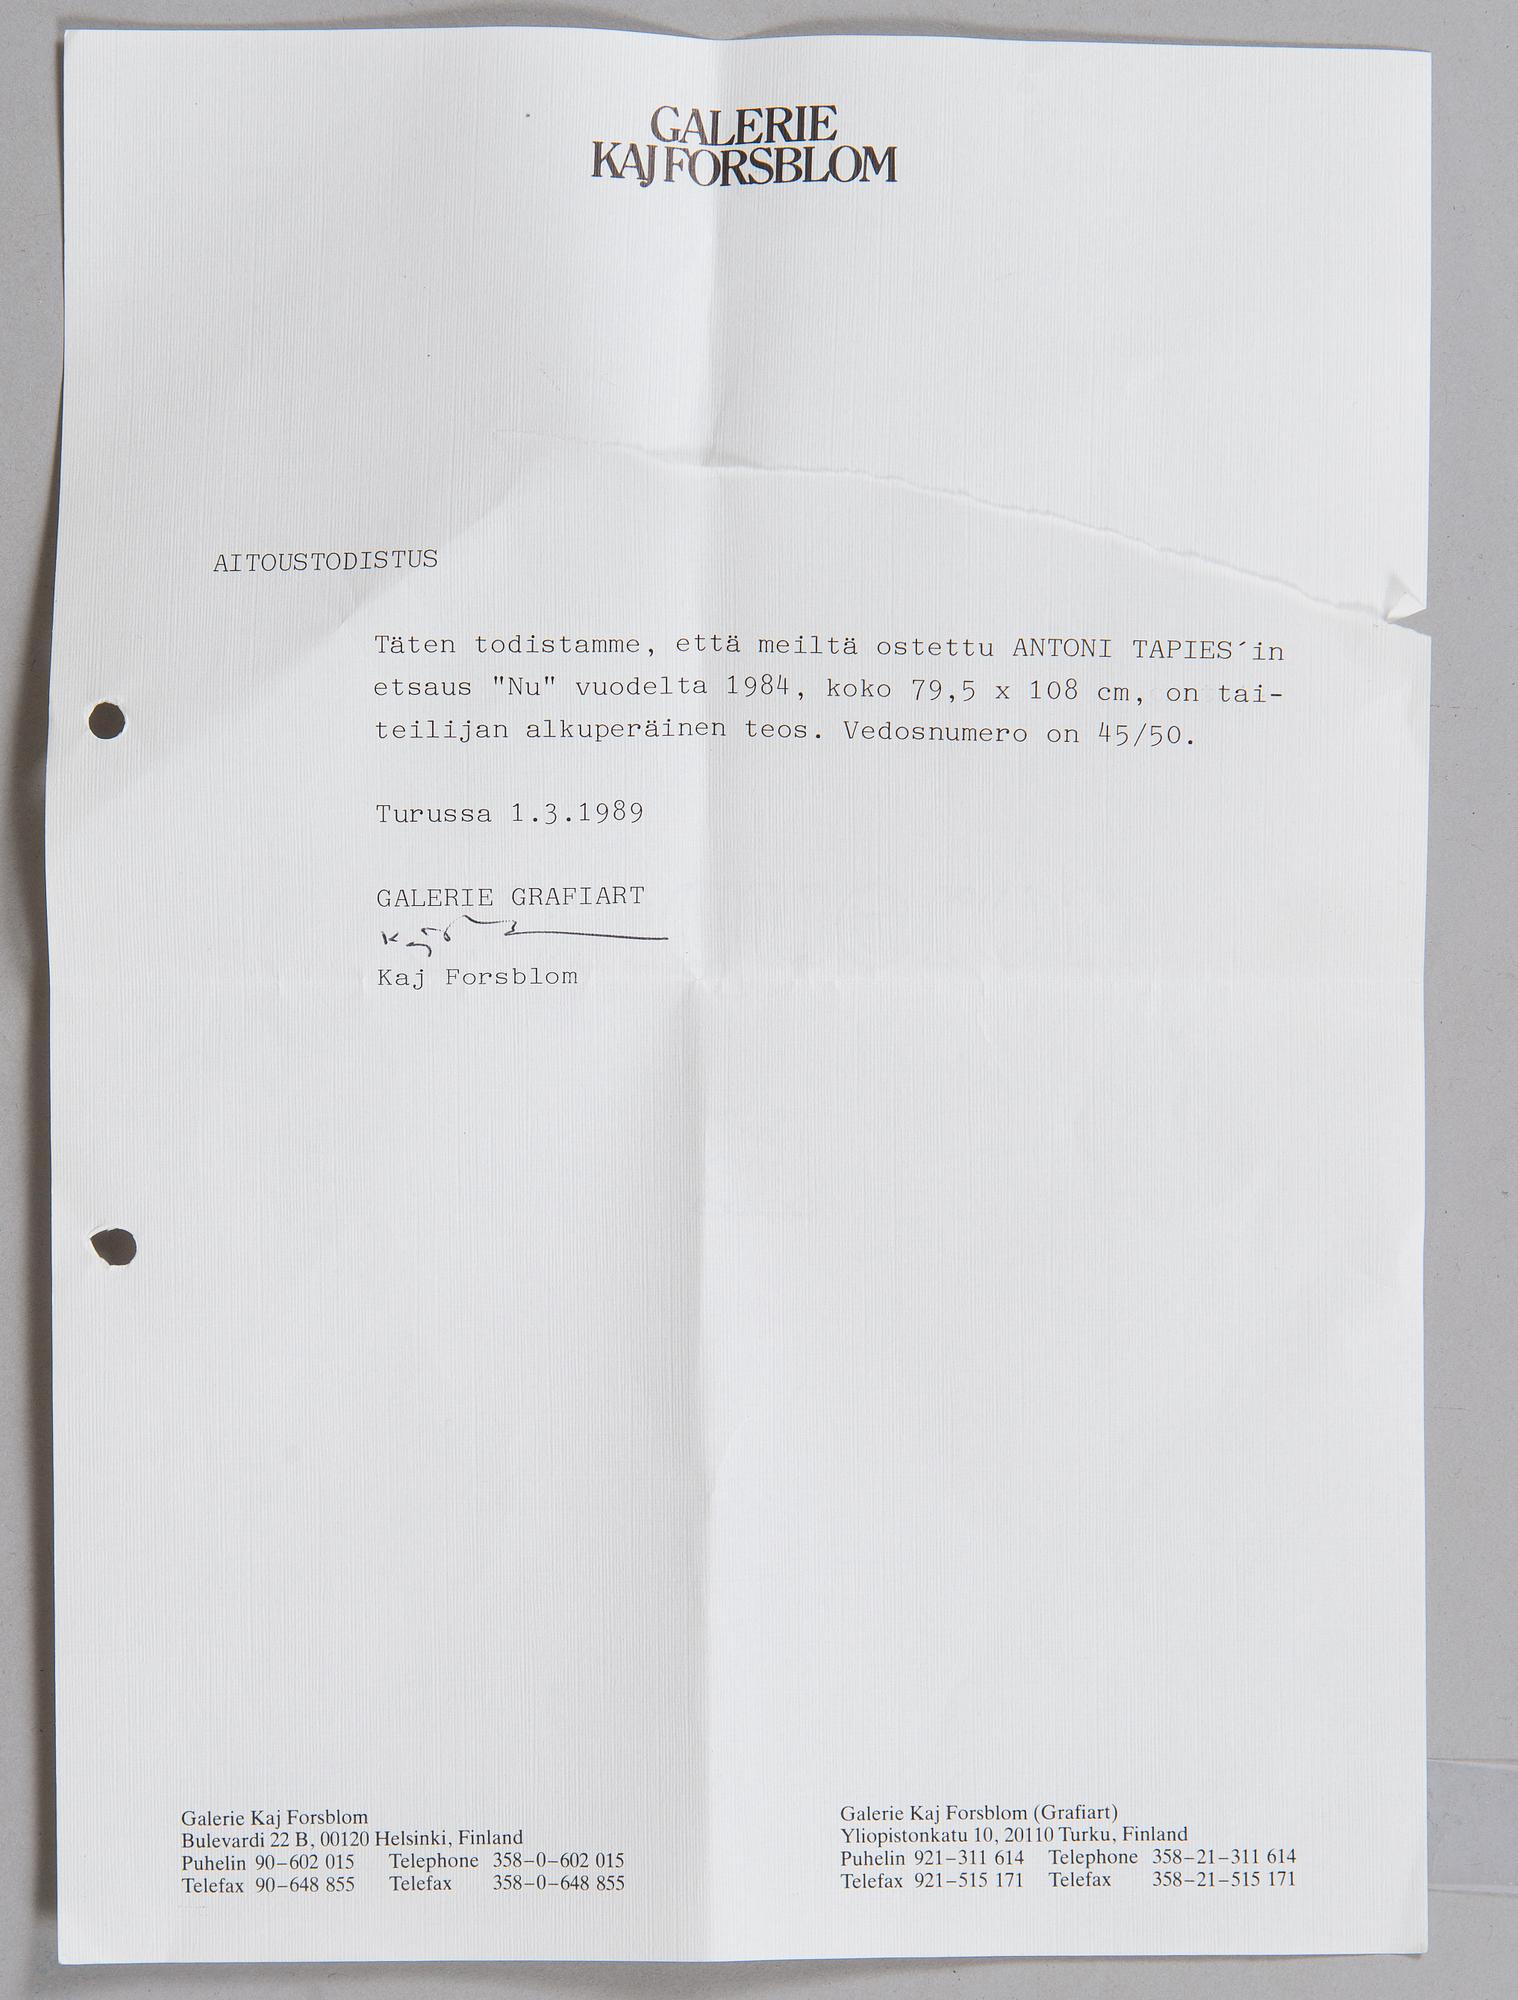 GALERIE
KAJ FORSBLOM
AITOUSTODISTUS
Täten todistamme, että meiltä ostettu ANTONI TAPIES´in
etsaus "Nu" vuodelta 1984, koko 79,5 x 108 cm, on tai-
teilijan alkuperäinen teos. Vedosnumero on 45/50.
Turussa 1.3.1989
GALERIE GRAFIART
Kaj Forsblom
Galerie Kaj Forsblom
Bulevardi 22 B, 00120 Helsinki, Finland
Puhelin 90–602 015 Telephone 358–0–602 015
Telefax 90–648 855 Telefax 358–0–648 855
Galerie Kaj Forsblom (Grafiart)
Yliopistonkatu 10, 20110 Turku, Finland
Puhelin 921–311 614 Telephone 358–21–311 614
Telefax 921–515 171 Telefax 358–21–515 171